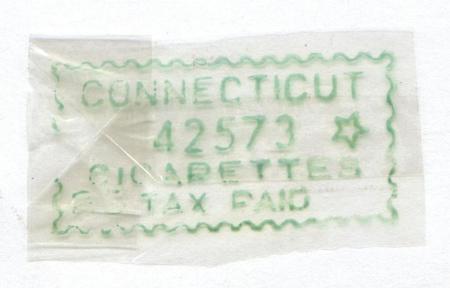 CONNECTICUT
42573
CIGARETTES
TAX PAID